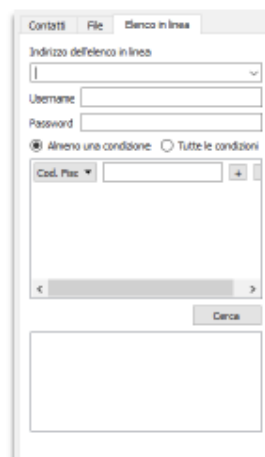 Contatti File Elenco in linea
Indirizzo dell'elenco in linea
Username
Password
Almeno una condizione Tutte le condizioni
Cod. Fisc +
Cerca